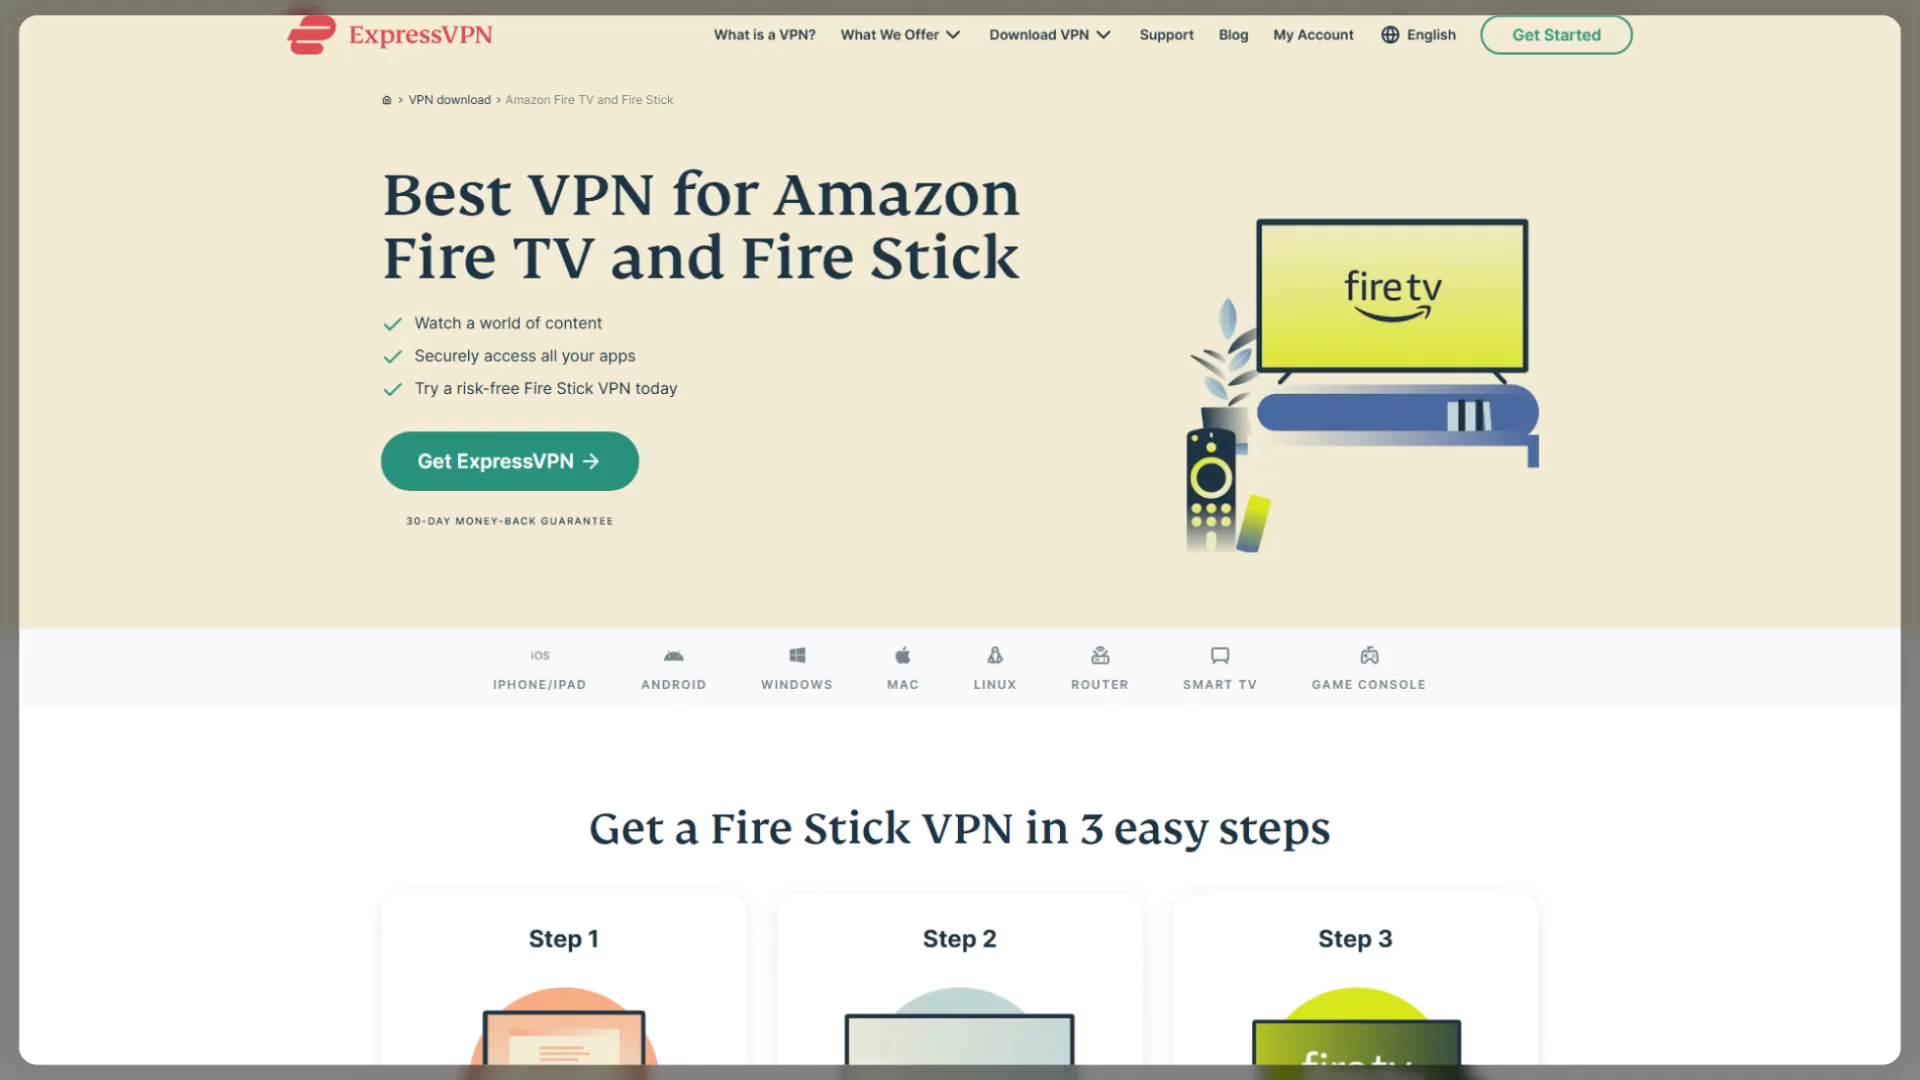 ExpressVPN
What is a VPN?
What We Offer
Download VPN
Support
Blog
My Account
English
Get Started
VPN download > Amazon Fire TV and Fire Stick
Best VPN for Amazon
Fire TV and Fire Stick
Watch a world of content
Securely access all your apps
Try a risk-free Fire Stick VPN today
Get ExpressVPN →
30-DAY MONEY-BACK GUARANTEE
fire tv
iOS
IPHONE/IPAD
ANDROID
WINDOWS
MAC
LINUX
ROUTER
SMART TV
GAME CONSOLE
Get a Fire Stick VPN in 3 easy steps
Step 1
Step 2
Step 3
fire tv